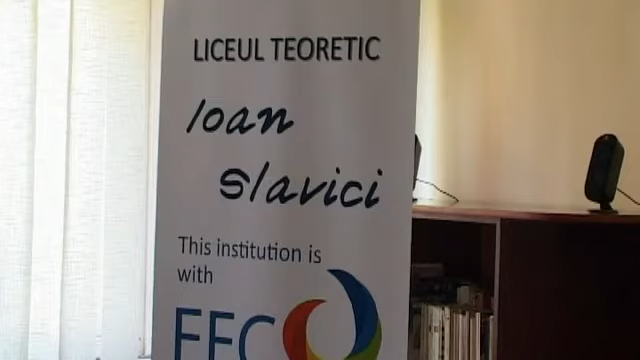 LICEUL TEORETIC
Ioan
Slavici
This institution is
with